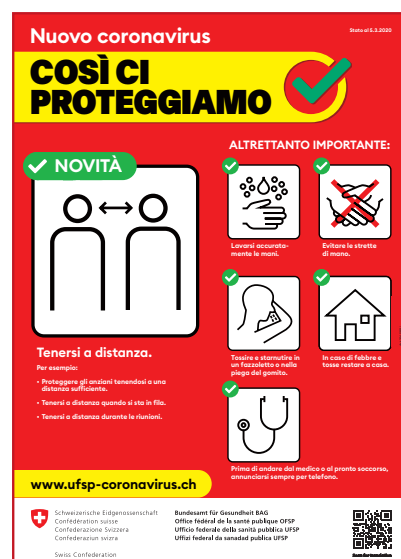 Nuovo coronavirus
Stato al 5.3.2020
COSÌ CI
PROTEGGIAMO
NOVITÀ
Tenersi a distanza.
Per esempio:
• Proteggere gli anziani tenendosi a una
distanza sufficiente.
• Tenersi a distanza quando si sta in fila.
• Tenersi a distanza durante le riunioni.
ALTRETTANTO IMPORTANTE:
Lavarsi accurata-
mente le mani.
Evitare le strette
di mano.
Tossire e starnutire in
un fazzoletto o nella
piega del gomito.
In caso di febbre e
tosse restare a casa.
Prima di andare dal medico o al pronto soccorso,
annunciarsi sempre per telefono.
www.ufsp-coronavirus.ch
Schweizerische Eidgenossenschaft
Confédération suisse
Confederazione Svizzera
Confederaziun svizra
Swiss Confederation
Bundesamt für Gesundheit BAG
Office fédéral de la santé publique OFSP
Ufficio federale della sanità pubblica UFSP
Uffizi federal da sanadad publica UFSP
Scan for translation